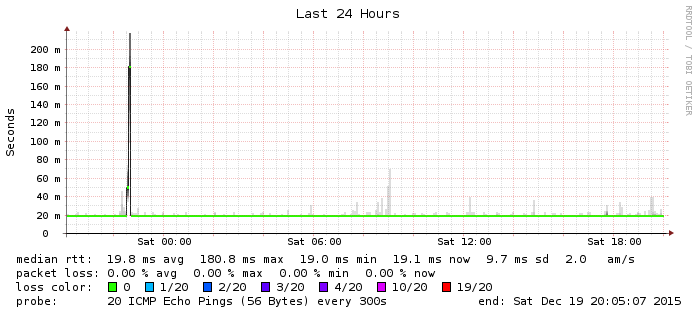 Last 24 Hours
RRDTOOL / TOBI OETIKER
Seconds
200 m
180 m
160 m
140 m
120 m
100 m
80 m
60 m
40 m
20 m
0
Sat 00:00 Sat 06:00 Sat 12:00 Sat 18:00
median rtt: 19.8 ms avg 180.8 ms max 19.0 ms min 19.1 ms now 9.7 ms sd 2.0 am/s
packet loss: 0.00 % avg 0.00 % max 0.00 % min 0.00 % now
loss color: 0 1/20 2/20 3/20 4/20 10/20 19/20
probe: 20 ICMP Echo Pings (56 Bytes) every 300s end: Sat Dec 19 20:05:07 2015